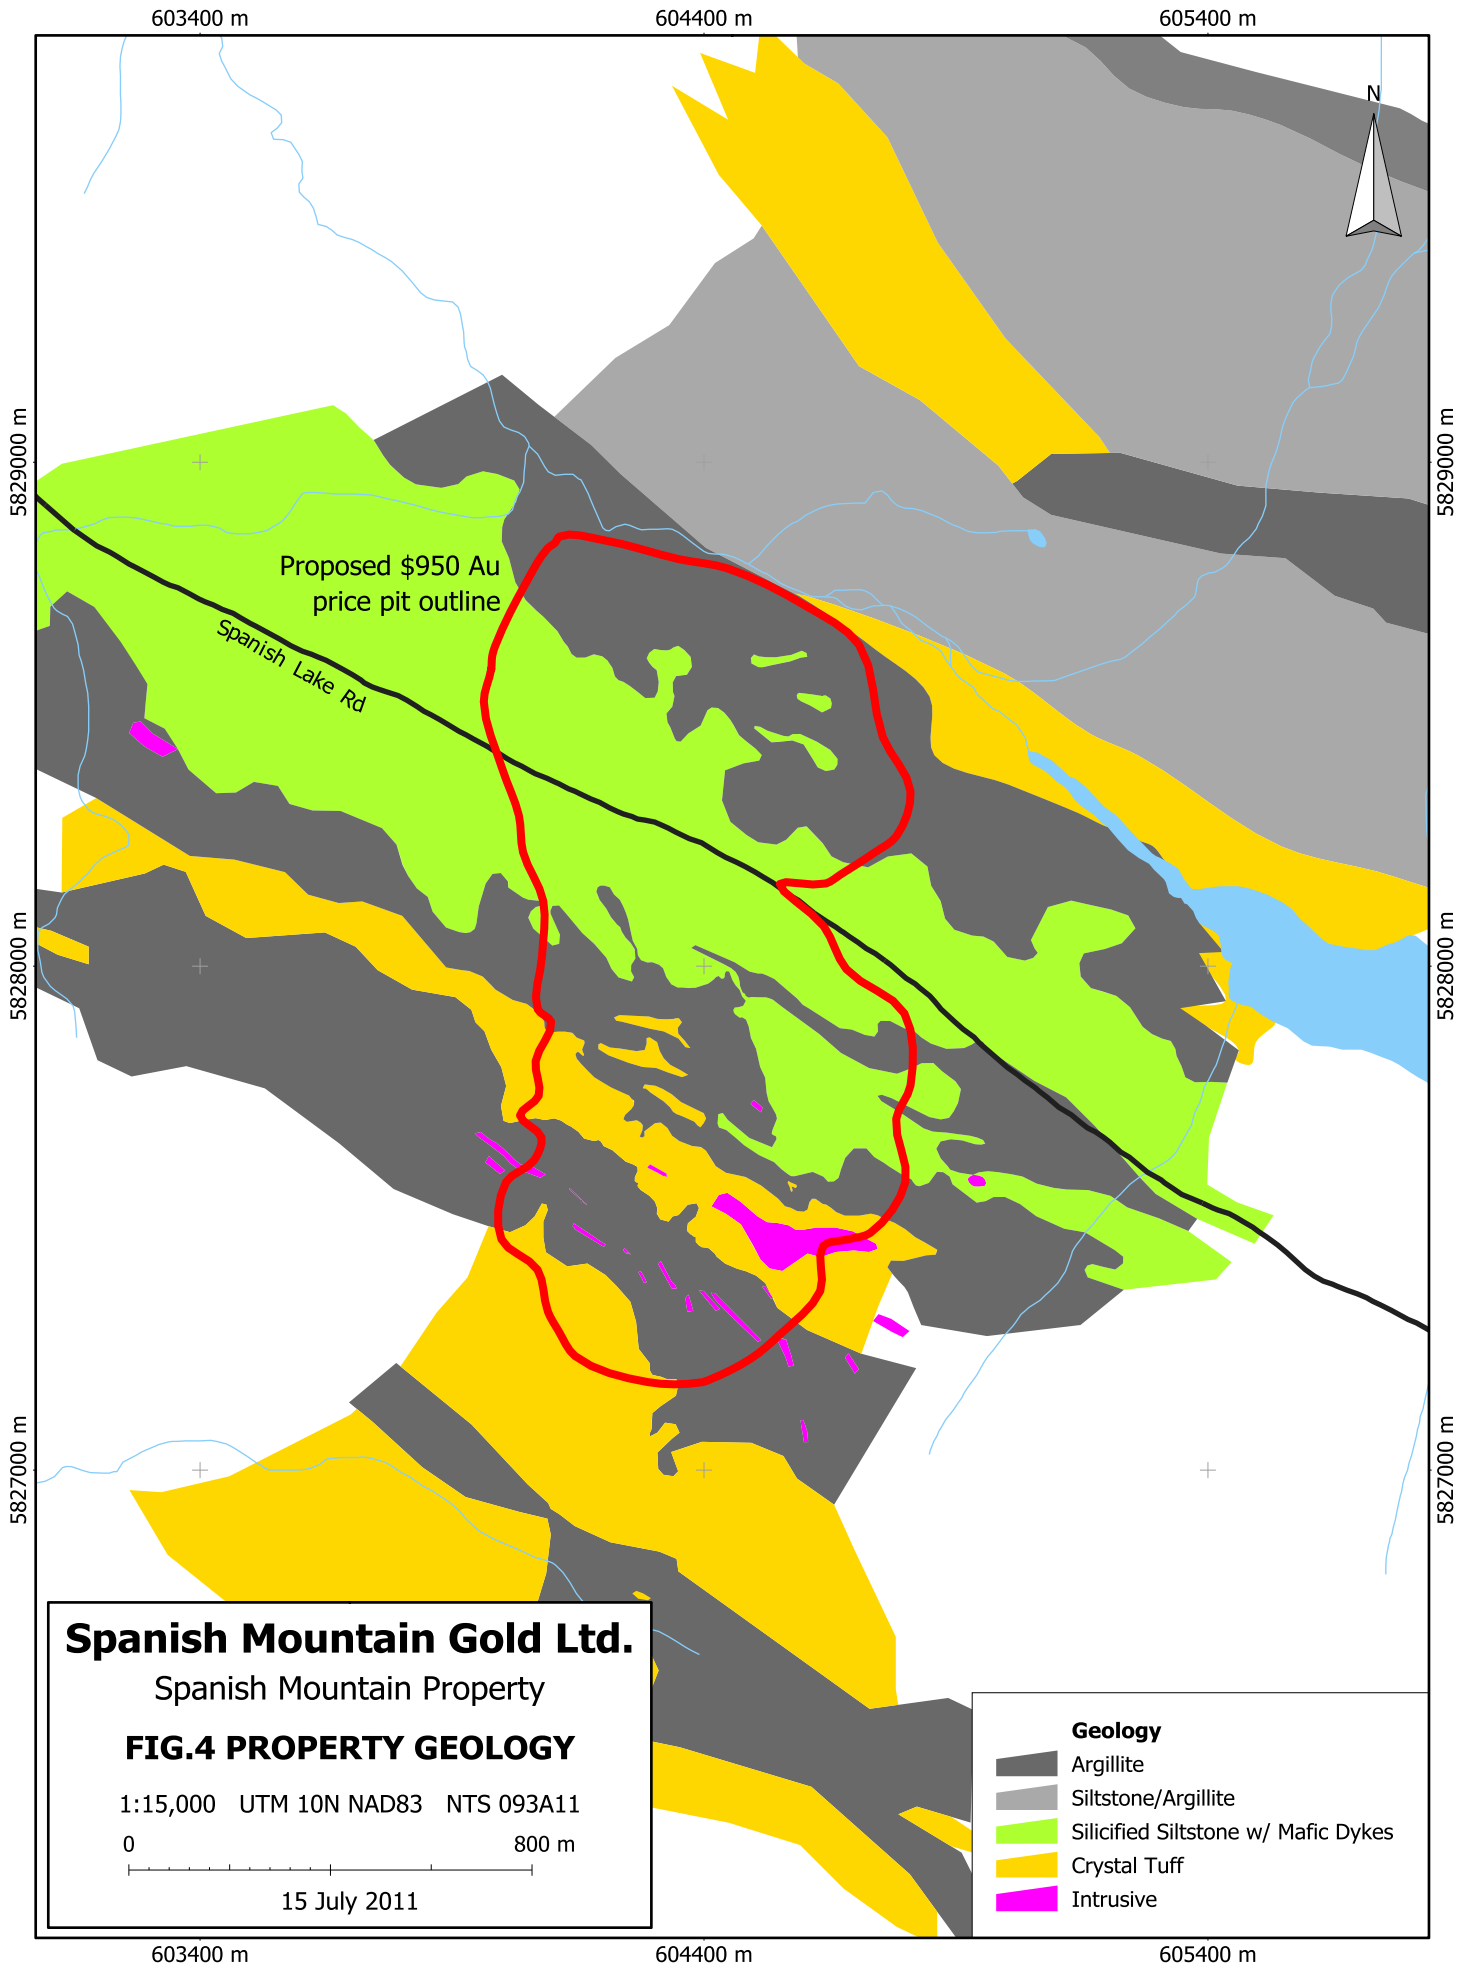 603400 m
604400 m
605400 m
N
5829000 m
5829000 m
Proposed $950 Au
price pit outline
Spanish Lake Rd
5828000 m
5828000 m
5827000 m
5827000 m
Spanish Mountain Gold Ltd.
Spanish Mountain Property
FIG.4 PROPERTY GEOLOGY
1:15,000 UTM 10N NAD83 NTS 093A11
0 800 m
15 July 2011
Geology
Argillite
Siltstone/Argillite
Silicified Siltstone w/ Mafic Dykes
Crystal Tuff
Intrusive
603400 m
604400 m
605400 m